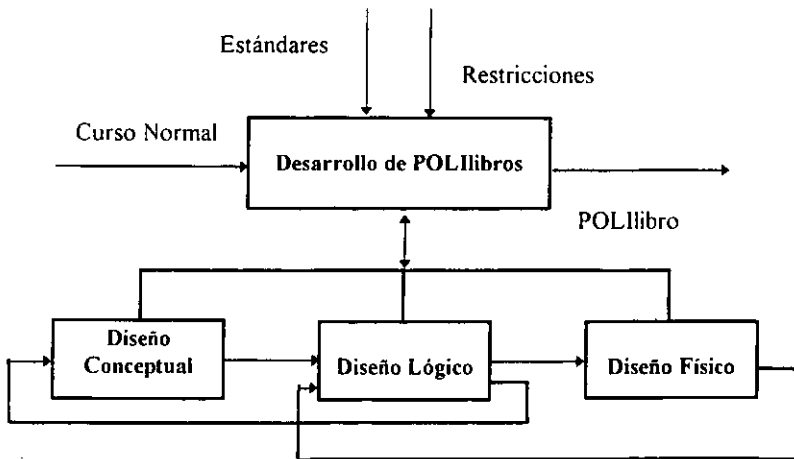 Estándares
Restricciones
Curso Normal
Desarrollo de POLIlibros
POLIlibro
Diseño
Conceptual
Diseño Lógico
Diseño Físico